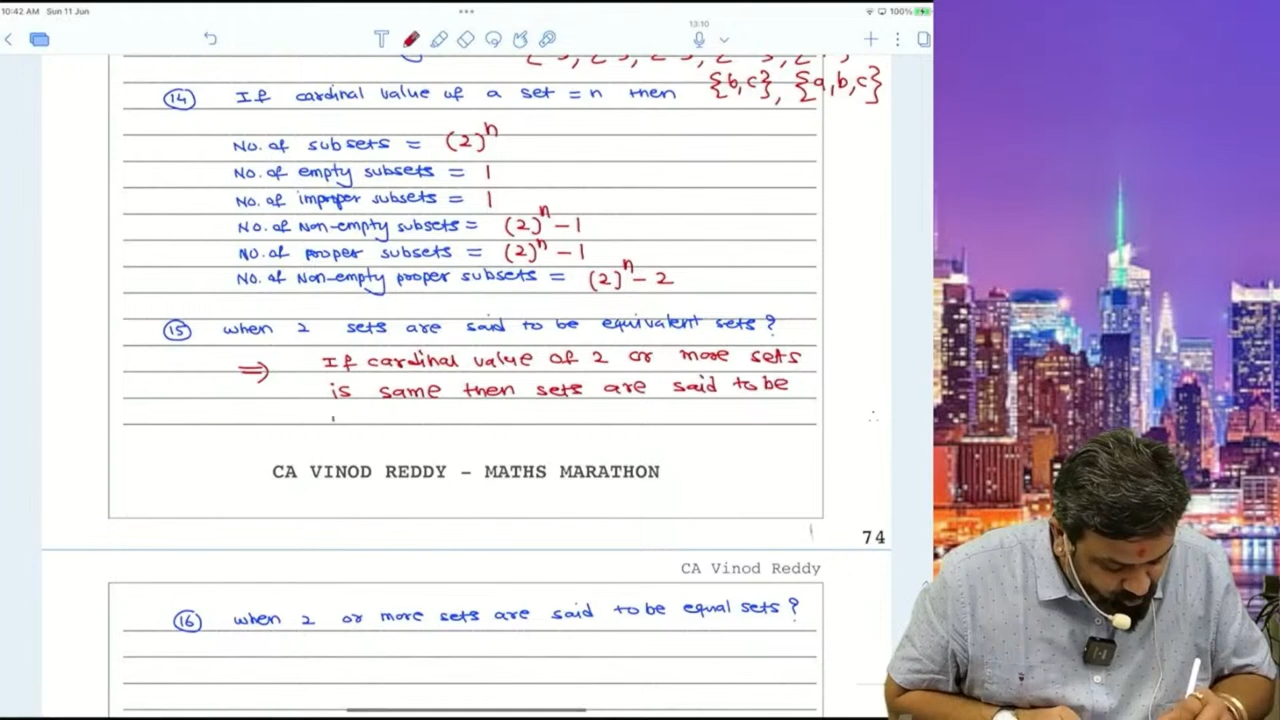 10:42 AM Sun 11 Jun
100%
13:10
{b,c}, {a,b,c}
14 If cardinal value of a set = n then
No. of subsets = (2)^n
No. of empty subsets = 1
No. of improper subsets = 1
No. of Non-empty subsets = (2)^n - 1
No. of proper subsets = (2)^n - 1
No. of Non-empty proper subsets = (2)^n - 2
15 when 2 sets are said to be equivalent sets?
⇒ If cardinal value of 2 or more sets
is same then sets are said to be
CA VINOD REDDY - MATHS MARATHON
74
CA Vinod Reddy
16 when 2 or more sets are said to be equal sets?